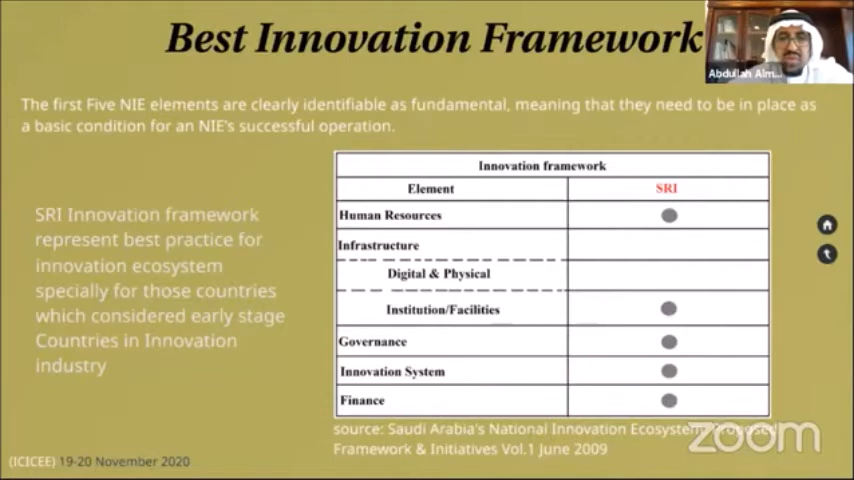 Best Innovation Framework
Abdullah Alm...
The first Five NIE elements are clearly identifiable as fundamental, meaning that they need to be in place as
a basic condition for an NIE's successful operation.
SRI Innovation framework
represent best practice for
innovation ecosystem
specially for those countries
which considered early stage
Countries in Innovation
industry
Innovation framework
Element SRI
Human Resources
Infrastructure
Digital & Physical
Institution/Facilities
Governance
Innovation System
Finance
source: Saudi Arabia's National Innovation Ecosystem Proposed
Framework & Initiatives Vol.1 June 2009
zoom
(ICICEE) 19-20 November 2020